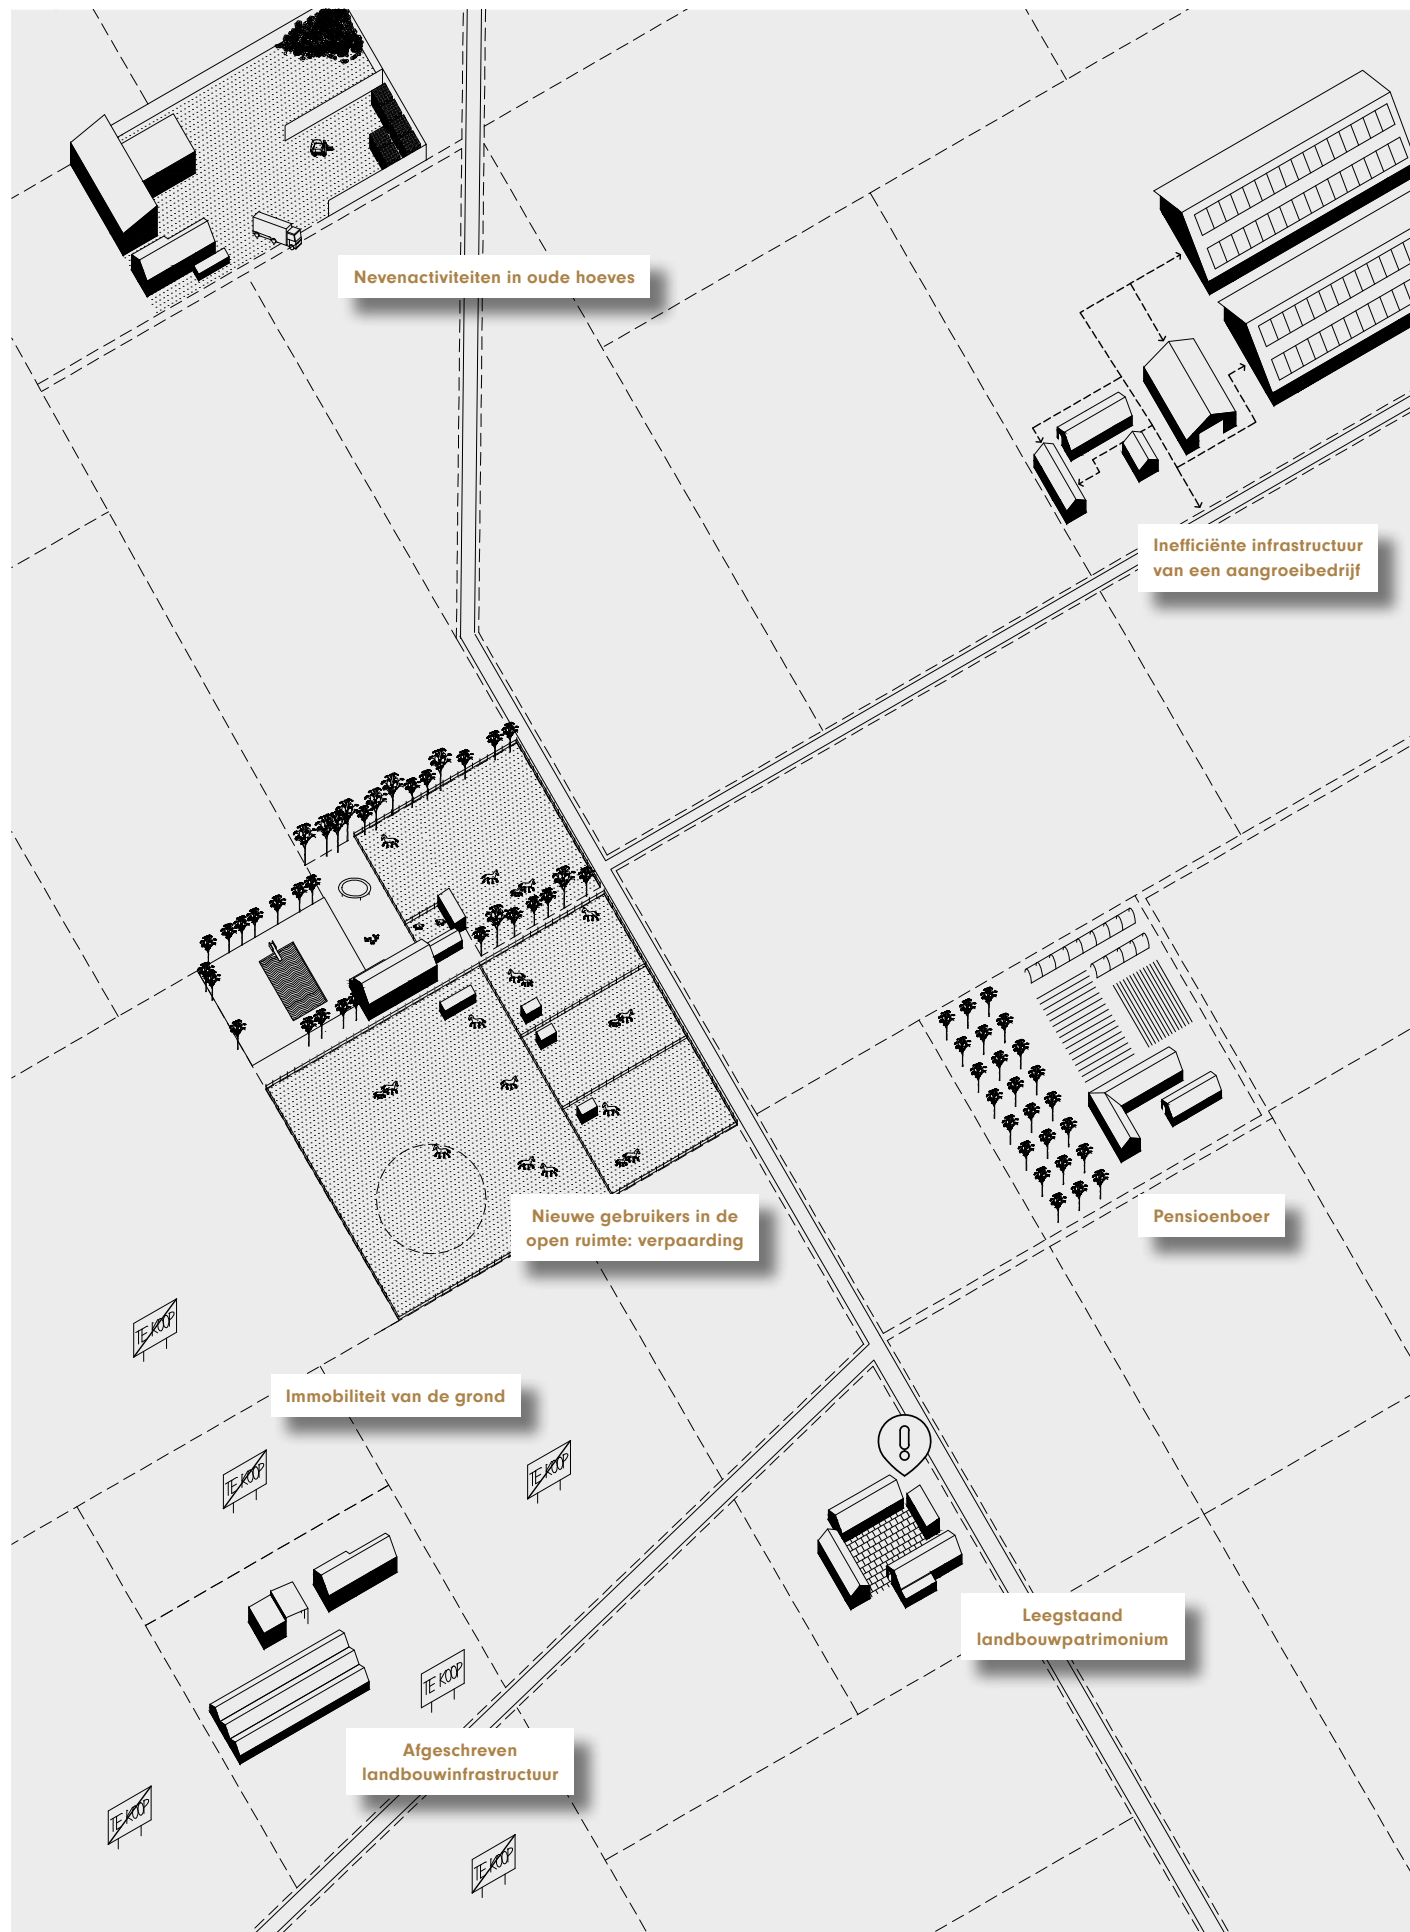 Nevenactiviteiten in oude hoeves
Inefficiënte infrastructuur
van een aangroeibedrijf
Nieuwe gebruikers in de
open ruimte: verpaarding
Pensioenboer
TE KOOP
Immobiliteit van de grond
TE KOOP
TE KOOP
Leegstaand
landbouwpatrimonium
TE KOOP
Afgeschreven
landbouwinfrastructuur
TE KOOP
TE KOOP